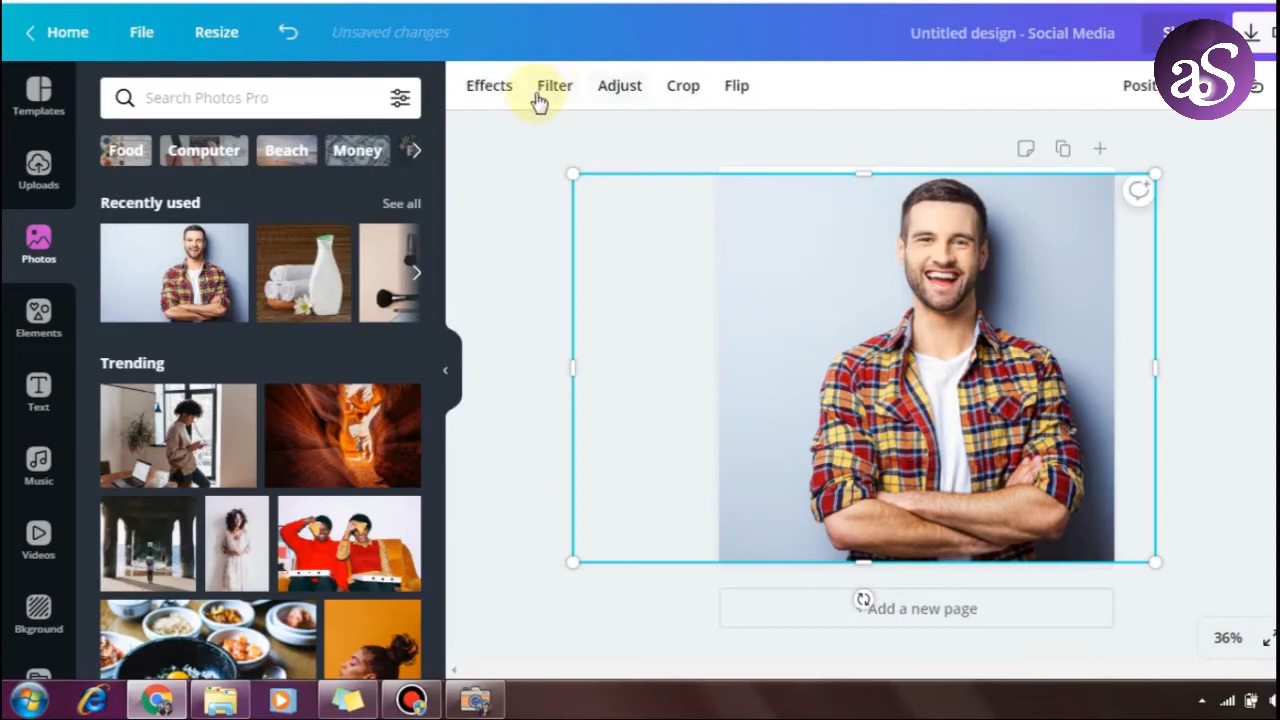 Home File Resize Unsaved changes Untitled design - Social Media
Templates
Uploads
Photos
Elements
Text
Music
Videos
Bkground
Search Photos Pro
Food Computer Beach Money
Recently used See all
Trending
Effects Filter Adjust Crop Flip
aS
Add a new page
36%